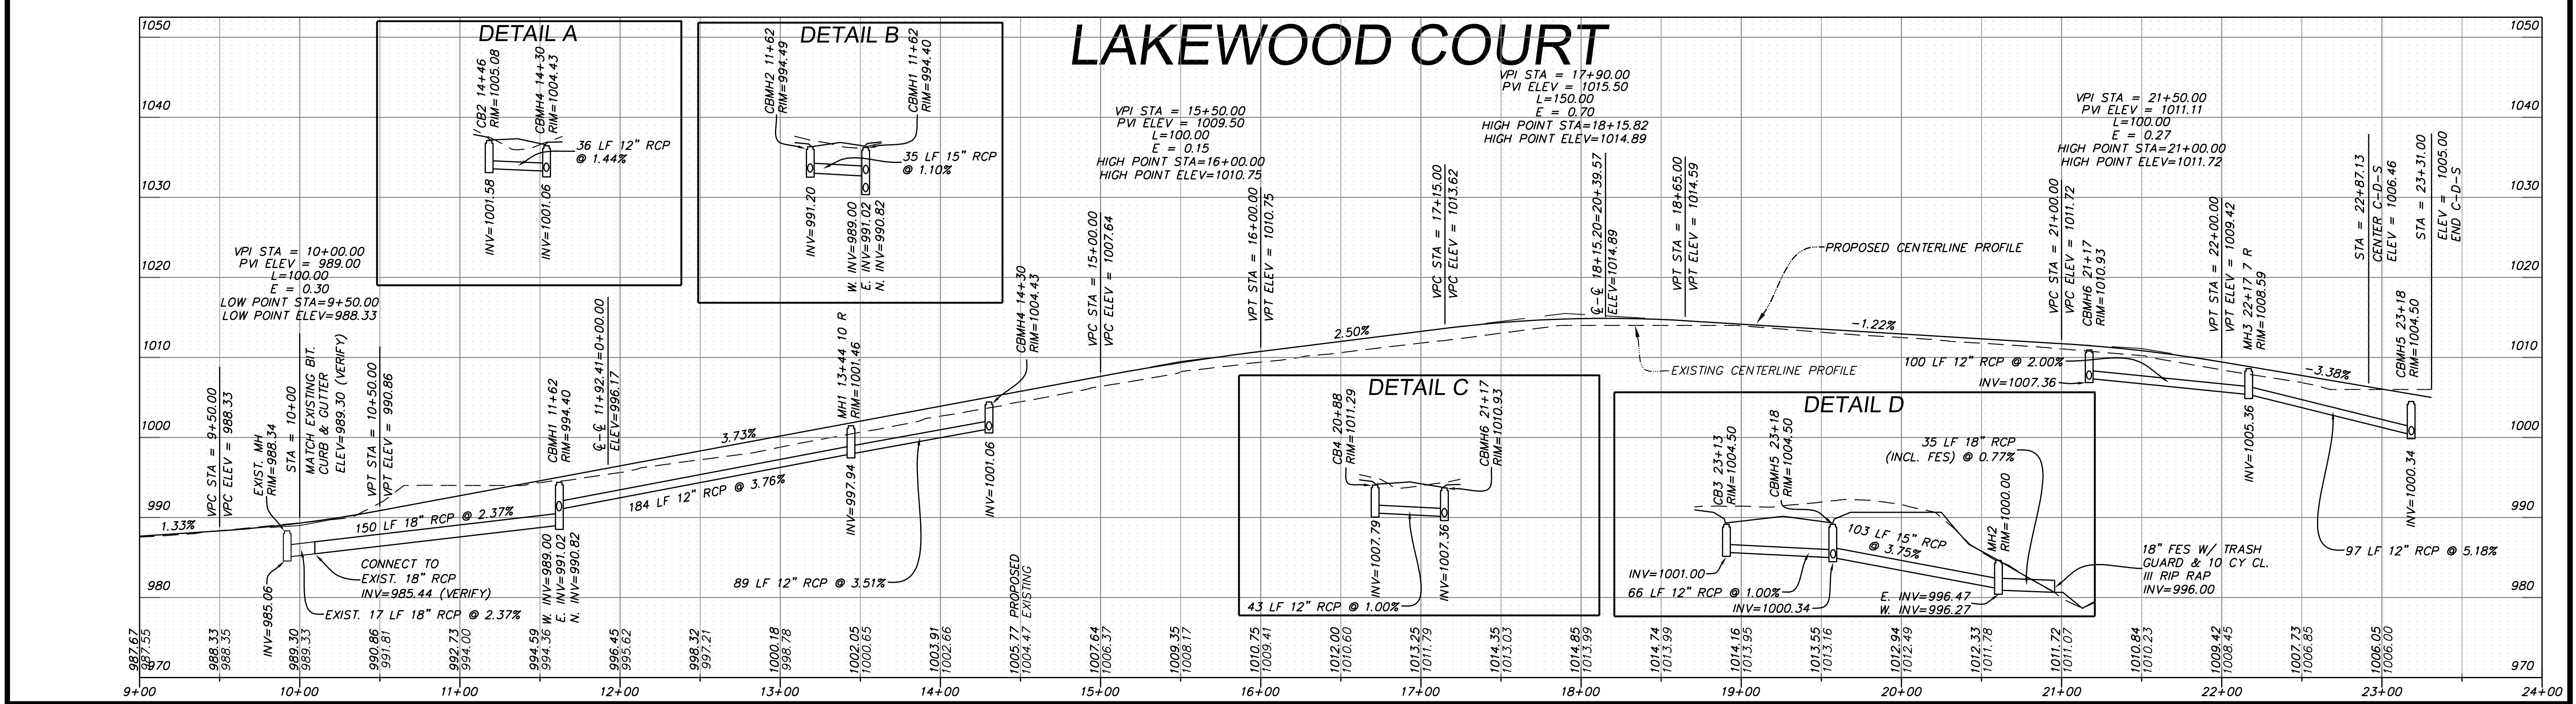 LAKEWOOD COURT
1050
1040
1030
1020
1010
1000
990
980
970
1050
1040
1030
1020
1010
1000
990
980
970
DETAIL A
CB2 14+46
RIM=1005.08
CBMH4 14+30
RIM=1004.43
36 LF 12" RCP
@ 1.44%
INV=1001.58
INV=1001.06
DETAIL B
CBMH2 11+62
RIM=994.49
CBMH1 11+62
RIM=994.40
35 LF 15" RCP
@ 1.10%
INV=991.20
W. INV=989.00
E. INV=991.02
N. INV=990.82
VPI STA = 10+00.00
PVI ELEV = 989.00
L=100.00
E = 0.30
LOW POINT STA=9+50.00
LOW POINT ELEV=988.33
VPC STA = 9+50.00
VPC ELEV = 988.33
EXIST. MH
RIM=988.34
STA = 10+00
MATCH EXISTING BIT.
CURB & GUTTER
ELEV=989.30 (VERIFY)
VPT STA = 10+50.00
VPT ELEV = 990.86
1.33%
150 LF 18" RCP @ 2.37%
CONNECT TO
EXIST. 18" RCP
INV=985.44 (VERIFY)
EXIST. 17 LF 18" RCP @ 2.37%
INV=985.06
CBMH1 11+62
RIM=994.40
℄-℄ 11+92.41=0+00.00
ELEV=996.17
W. INV=989.00
E. INV=991.02
N. INV=990.82
3.73%
184 LF 12" RCP @ 3.76%
MH1 13+44 10 R
RIM=1001.46
INV=997.94
89 LF 12" RCP @ 3.51%
CBMH4 14+30
RIM=1004.43
INV=1001.06
PROPOSED
EXISTING
VPC STA = 15+00.00
VPC ELEV = 1007.64
VPI STA = 15+50.00
PVI ELEV = 1009.50
L=100.00
E = 0.15
HIGH POINT STA=16+00.00
HIGH POINT ELEV=1010.75
VPT STA = 16+00.00
VPT ELEV = 1010.75
2.50%
VPC STA = 17+15.00
VPC ELEV = 1013.62
VPI STA = 17+90.00
PVI ELEV = 1015.50
L=150.00
E = 0.70
HIGH POINT STA=18+15.82
HIGH POINT ELEV=1014.89
℄-℄ 18+15.20=20+39.57
ELEV=1014.89
VPT STA = 18+65.00
VPT ELEV = 1014.59
PROPOSED CENTERLINE PROFILE
EXISTING CENTERLINE PROFILE
-1.22%
VPI STA = 21+50.00
PVI ELEV = 1011.11
L=100.00
E = 0.27
HIGH POINT STA=21+00.00
HIGH POINT ELEV=1011.72
VPC STA = 21+00.00
VPC ELEV = 1011.72
CBMH6 21+17
RIM=1010.93
100 LF 12" RCP @ 2.00%
INV=1007.36
VPT STA = 22+00.00
VPT ELEV = 1009.42
MH3 22+17 7 R
RIM=1008.59
INV=1005.36
-3.38%
STA = 22+87.13
CENTER C-D-S
ELEV = 1006.46
STA = 23+31.00
ELEV = 1005.00
END C-D-S
CBMH5 23+18
RIM=1004.50
INV=1000.34
97 LF 12" RCP @ 5.18%
DETAIL C
CB4 20+88
RIM=1011.29
CBMH6 21+17
RIM=1010.93
INV=1007.79
INV=1007.36
43 LF 12" RCP @ 1.00%
DETAIL D
CB3 23+13
RIM=1004.50
CBMH5 23+18
RIM=1004.50
35 LF 18" RCP
(INCL. FES) @ 0.77%
103 LF 15" RCP
@ 3.75%
MH2
RIM=1000.00
INV=1001.00
66 LF 12" RCP @ 1.00%
INV=1000.34
E. INV=996.47
W. INV=996.27
18" FES W/ TRASH
GUARD & 10 CY CL.
III RIP RAP
INV=996.00
987.67
987.55
988.33
988.35
989.30
989.33
990.86
991.81
992.73
994.00
994.59
994.36
996.45
995.62
998.32
997.21
1000.18
998.78
1002.05
1000.65
1003.91
1002.66
1005.77
1004.47
1007.64
1006.37
1009.35
1008.17
1010.75
1009.41
1012.00
1010.60
1013.25
1011.79
1014.35
1013.03
1014.85
1013.99
1014.74
1013.99
1014.16
1013.95
1013.55
1013.16
1012.94
1012.49
1012.33
1011.78
1011.72
1011.07
1010.84
1010.23
1009.42
1008.45
1007.73
1006.85
1006.05
1006.00
9+00
10+00
11+00
12+00
13+00
14+00
15+00
16+00
17+00
18+00
19+00
20+00
21+00
22+00
23+00
24+00